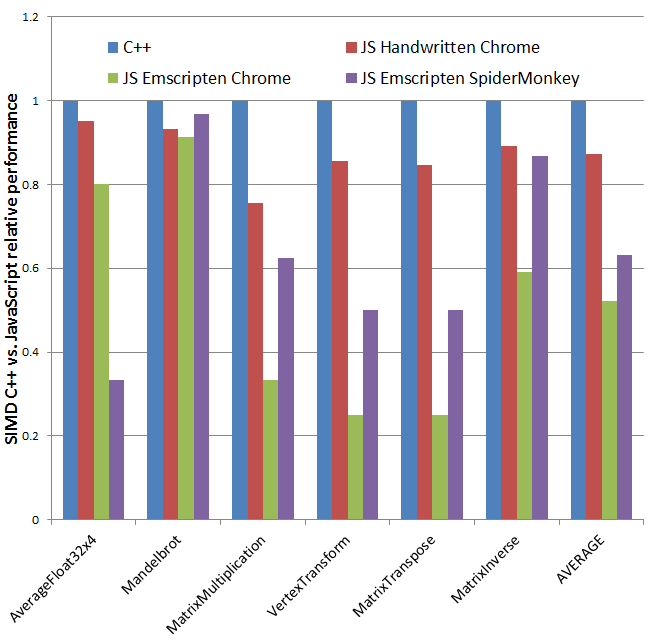 1.2
C++
JS Handwritten Chrome
JS Emscripten Chrome
JS Emscripten SpiderMonkey
1
0.8
0.6
0.4
0.2
0
SIMD C++ vs.JavaScript relative performance
AverageFloat32x4
Mandelbrot
MatrixMultiplication
VertexTransform
MatrixTranspose
MatrixInverse
AVERAGE